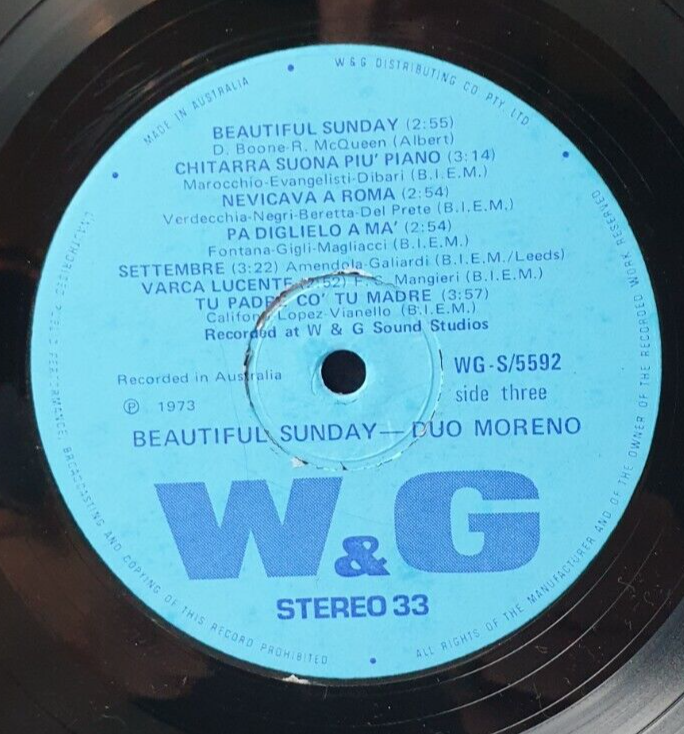 MADE IN AUSTRALIA
W & G DISTRIBUTING CO PTY LTD
BEAUTIFUL SUNDAY (2:55)
D. Boone-R. McQueen (Albert)
CHITARRA SUONA PIU' PIANO (3:14)
Marocchio-Evangelisti-Dibari (B.I.E.M.)
NEVICAVA A ROMA (2:54)
Verdecchia-Negri-Beretta-Del Prete (B.I.E.M.)
PA DIGLIELO A MA' (2:54)
Fontana-Gigli-Magliacci (B.I.E.M.)
SETTEMBRE (3:22) Amendola-Galiardi (B.I.E.M./Leeds)
VARCA LUCENTE Mangieri (B.I.E.M.)
TU PADRE CO' TU MADRE (3:57)
Lopez-Vianello (B.I.E.M.)
Recorded at W & G Sound Studios
Recorded in Australia
WG-S/5592
℗ 1973
side three
BEAUTIFUL SUNDAY—DUO MORENO
W&G
STEREO 33
PERFORMANCE, BROADCASTING AND COPYING OF THIS RECORD PROHIBITED
ALL RIGHTS OF THE MANUFACTURER AND OF THE OWNER OF THE RECORDED WORK RESERVED